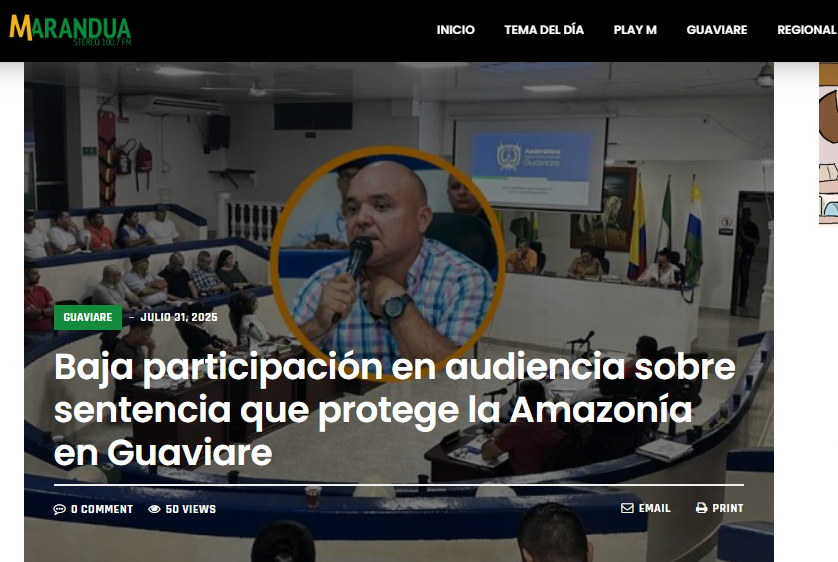 MARANDUA
STEREO 100.7 FM
INICIO TEMA DEL DÍA PLAY M GUAVIARE REGIONAL
Asamblea
Guaviare
GUAVIARE – JULIO 31, 2025
Baja participación en audiencia sobre
sentencia que protege la Amazonía
en Guaviare
0 COMMENT 50 VIEWS EMAIL PRINT